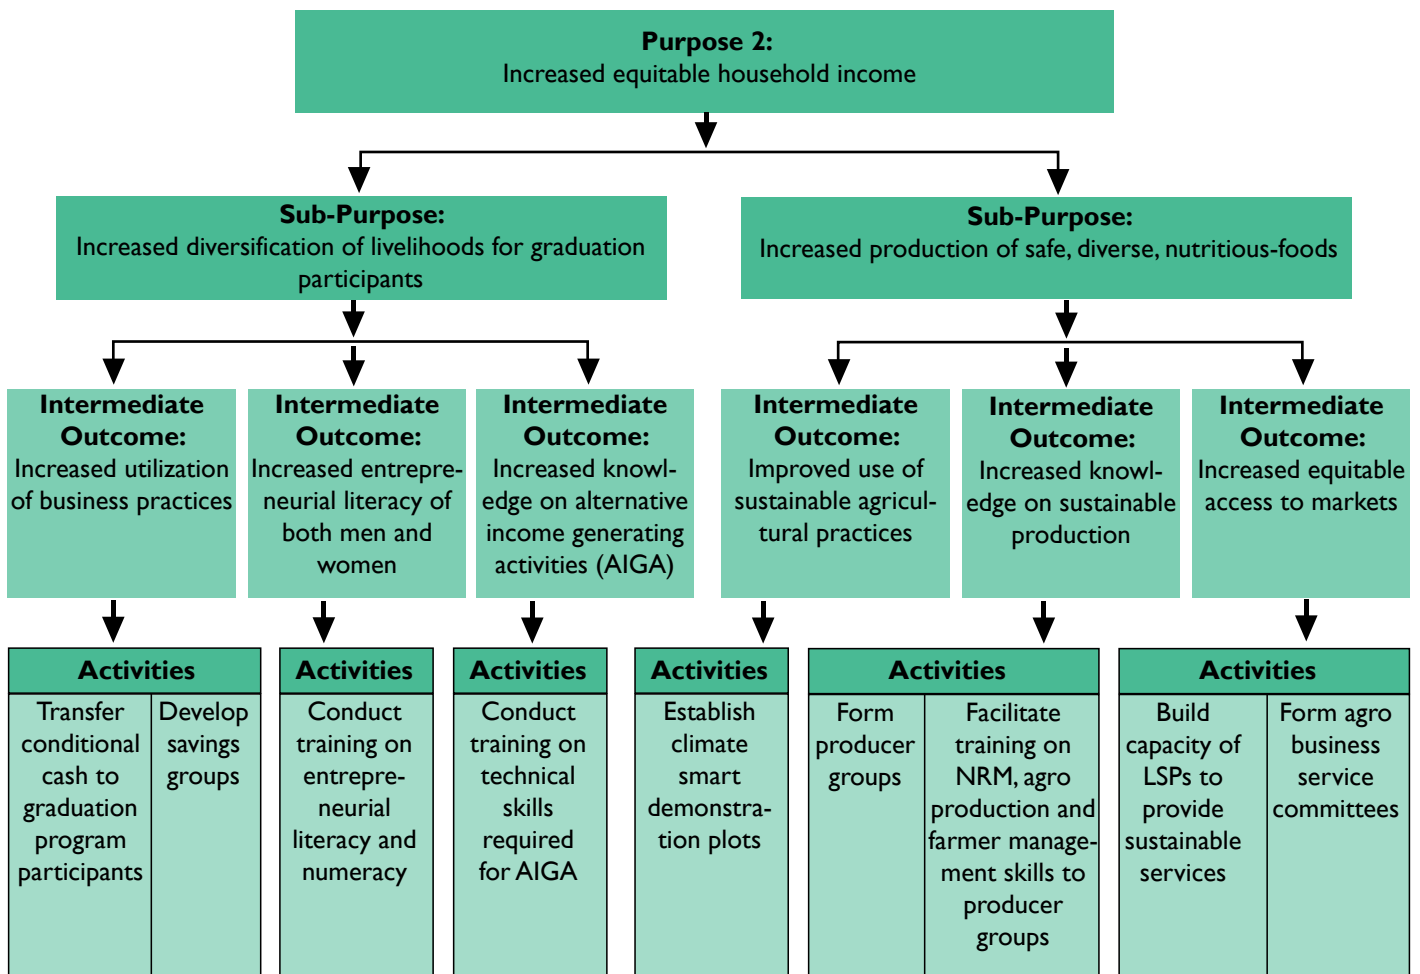 Purpose 2:
Increased equitable household income
Sub-Purpose:
Increased diversification of livelihoods for graduation
participants
Sub-Purpose:
Increased production of safe, diverse, nutritious-foods
Intermediate
Outcome:
Increased utilization
of business practices
Intermediate
Outcome:
Increased entrepre-
neurial literacy of
both men and
women
Intermediate
Outcome:
Increased knowl-
edge on alternative
income generating
activities (AIGA)
Intermediate
Outcome:
Improved use of
sustainable agricul-
tural practices
Intermediate
Outcome:
Increased knowl-
edge on sustainable
production
Intermediate
Outcome:
Increased equitable
access to markets
Activities
Transfer
conditional
cash to
graduation
program
participants
Develop
savings
groups
Activities
Conduct
training on
entrepre-
neurial
literacy and
numeracy
Activities
Conduct
training on
technical
skills
required
for AIGA
Activities
Establish
climate
smart
demonstra-
tion plots
Activities
Form
producer
groups
Facilitate
training on
NRM, agro
production and
farmer manage-
ment skills to
producer
groups
Activities
Build
capacity of
LSPs to
provide
sustainable
services
Form agro
business
service
committees